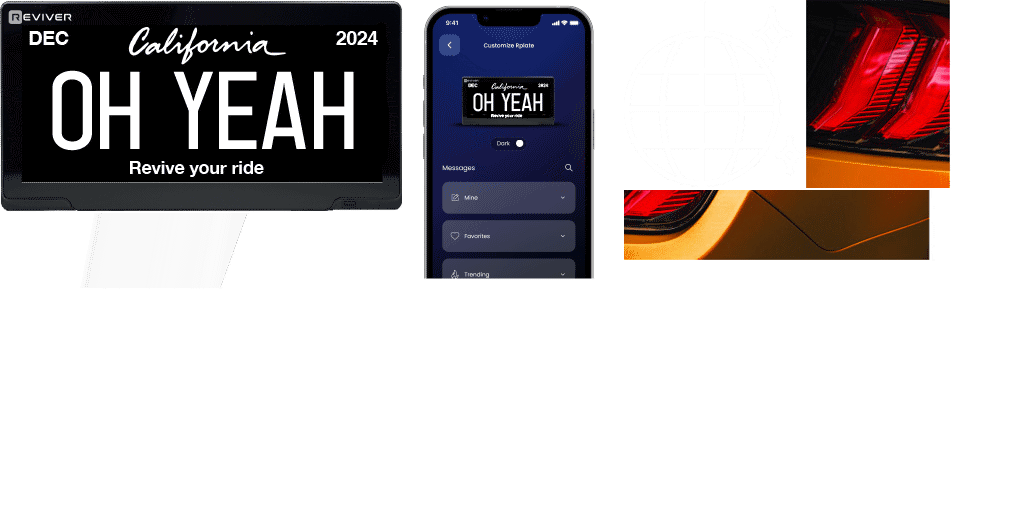 REVIVER
DEC
California
2024
OH YEAH
Revive your ride
9:41
Customize Rplate
REVIVER
DEC
California
2024
OH YEAH
Revive your ride
Dark
Messages
Mine
Favorites
Trending